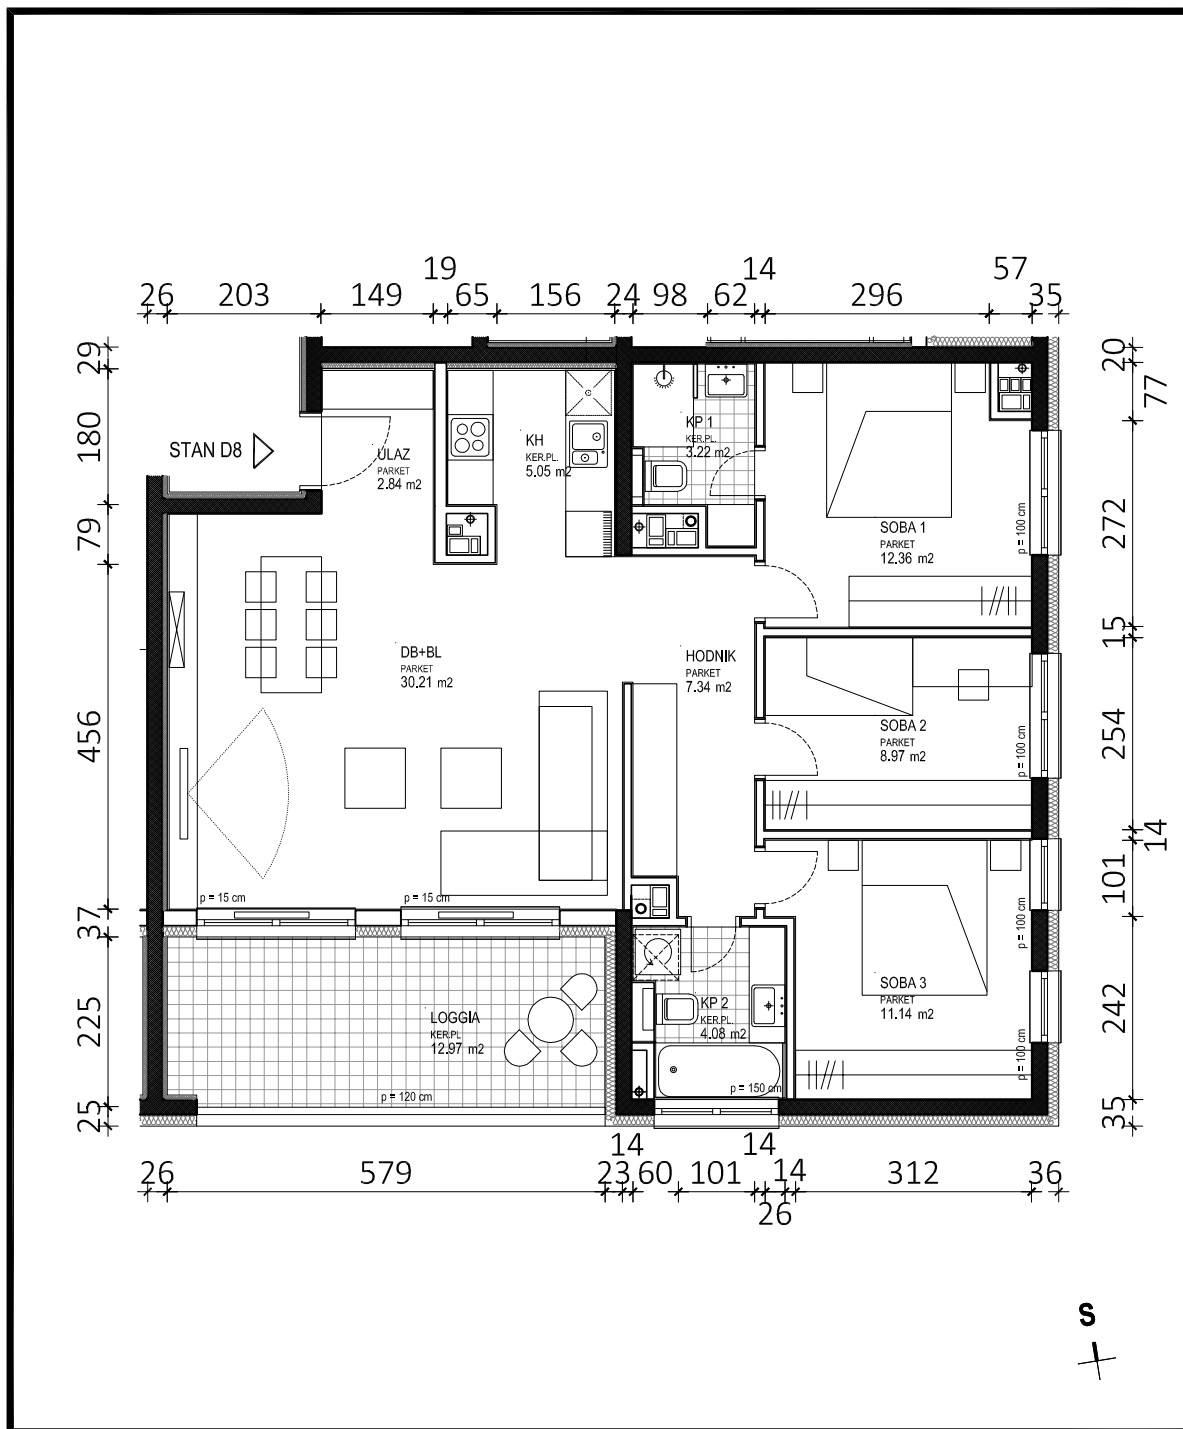 19
14
57
26 203 149 65 156 24 98 62 296 35
29
180
79
456
37
225
25
20
77
272
15
254
14
101
242
35
STAN D8
ULAZ
PARKET
2.84 m2
KH
KER.PL.
5.05 m2
KP 1
KER.PL.
3.22 m2
SOBA 1
PARKET
12.36 m2
p = 100 cm
DB+BL
PARKET
30.21 m2
HODNIK
PARKET
7.34 m2
SOBA 2
PARKET
8.97 m2
p = 100 cm
p = 15 cm
p = 15 cm
p = 100 cm
LOGGIA
KER.PL
12.97 m2
p = 120 cm
KP 2
KER.PL.
4.08 m2
p = 150 cm
SOBA 3
PARKET
11.14 m2
p = 100 cm
14
14
26 579 23 60 101 14 312 36
26
S